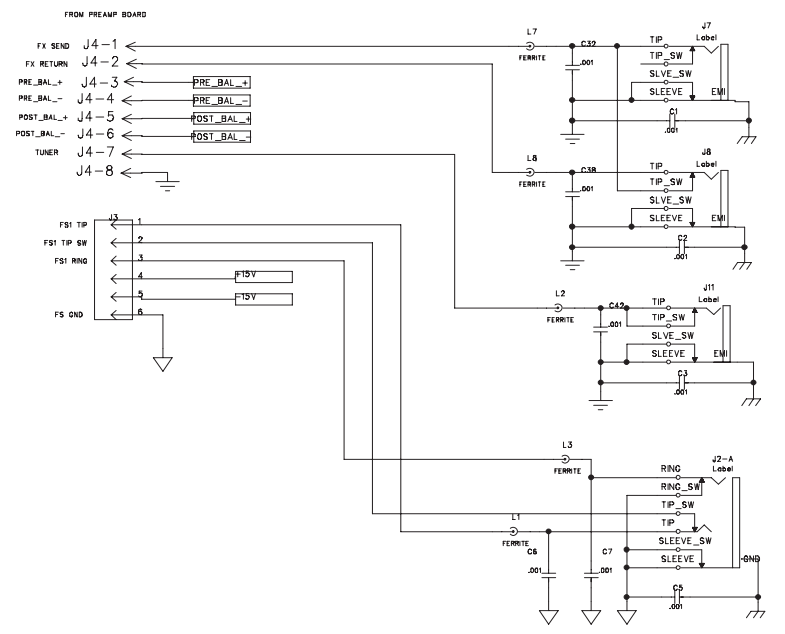 FROM PREAMP BOARD
FX SEND J4-1
FX RETURN J4-2
PRE_BAL_+ J4-3 PRE_BAL_+
PRE_BAL_- J4-4 PRE_BAL_-
POST_BAL_+ J4-5 POST_BAL_+
POST_BAL_- J4-6 POST_BAL_-
TUNER J4-7
J4-8
J3
FS1 TIP 1
FS1 TIP SW 2
FS1 RING 3
4 +15V
5 -15V
FS GND 6
L7
FERRITE
C32
.001
J7
Label
TIP
TIP_SW
SLVE_SW
SLEEVE
EMI
C1
.001
L8
FERRITE
C38
.001
J8
Label
TIP
TIP_SW
SLVE_SW
SLEEVE
EMI
C2
.001
L2
FERRITE
C42
.001
J11
Label
TIP
TIP_SW
SLVE_SW
SLEEVE
EMI
C3
.001
L3
FERRITE
L1
FERRITE
C6
.001
C7
.001
J2-A
Label
RING
RING_SW
TIP_SW
TIP
SLEEVE_SW
SLEEVE
GND
C5
.001